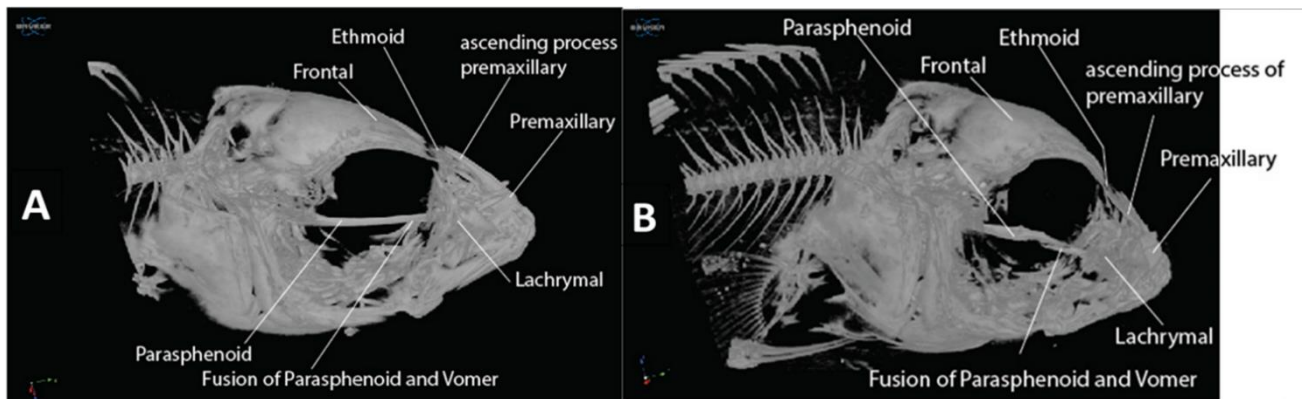 Ethmoid
ascending process
premaxillary
Frontal
Premaxillary
A
Lachrymal
Parasphenoid
Fusion of Parasphenoid and Vomer
Parasphenoid
Ethmoid
Frontal
ascending process of
premaxillary
Premaxillary
B
Lachrymal
Fusion of Parasphenoid and Vomer